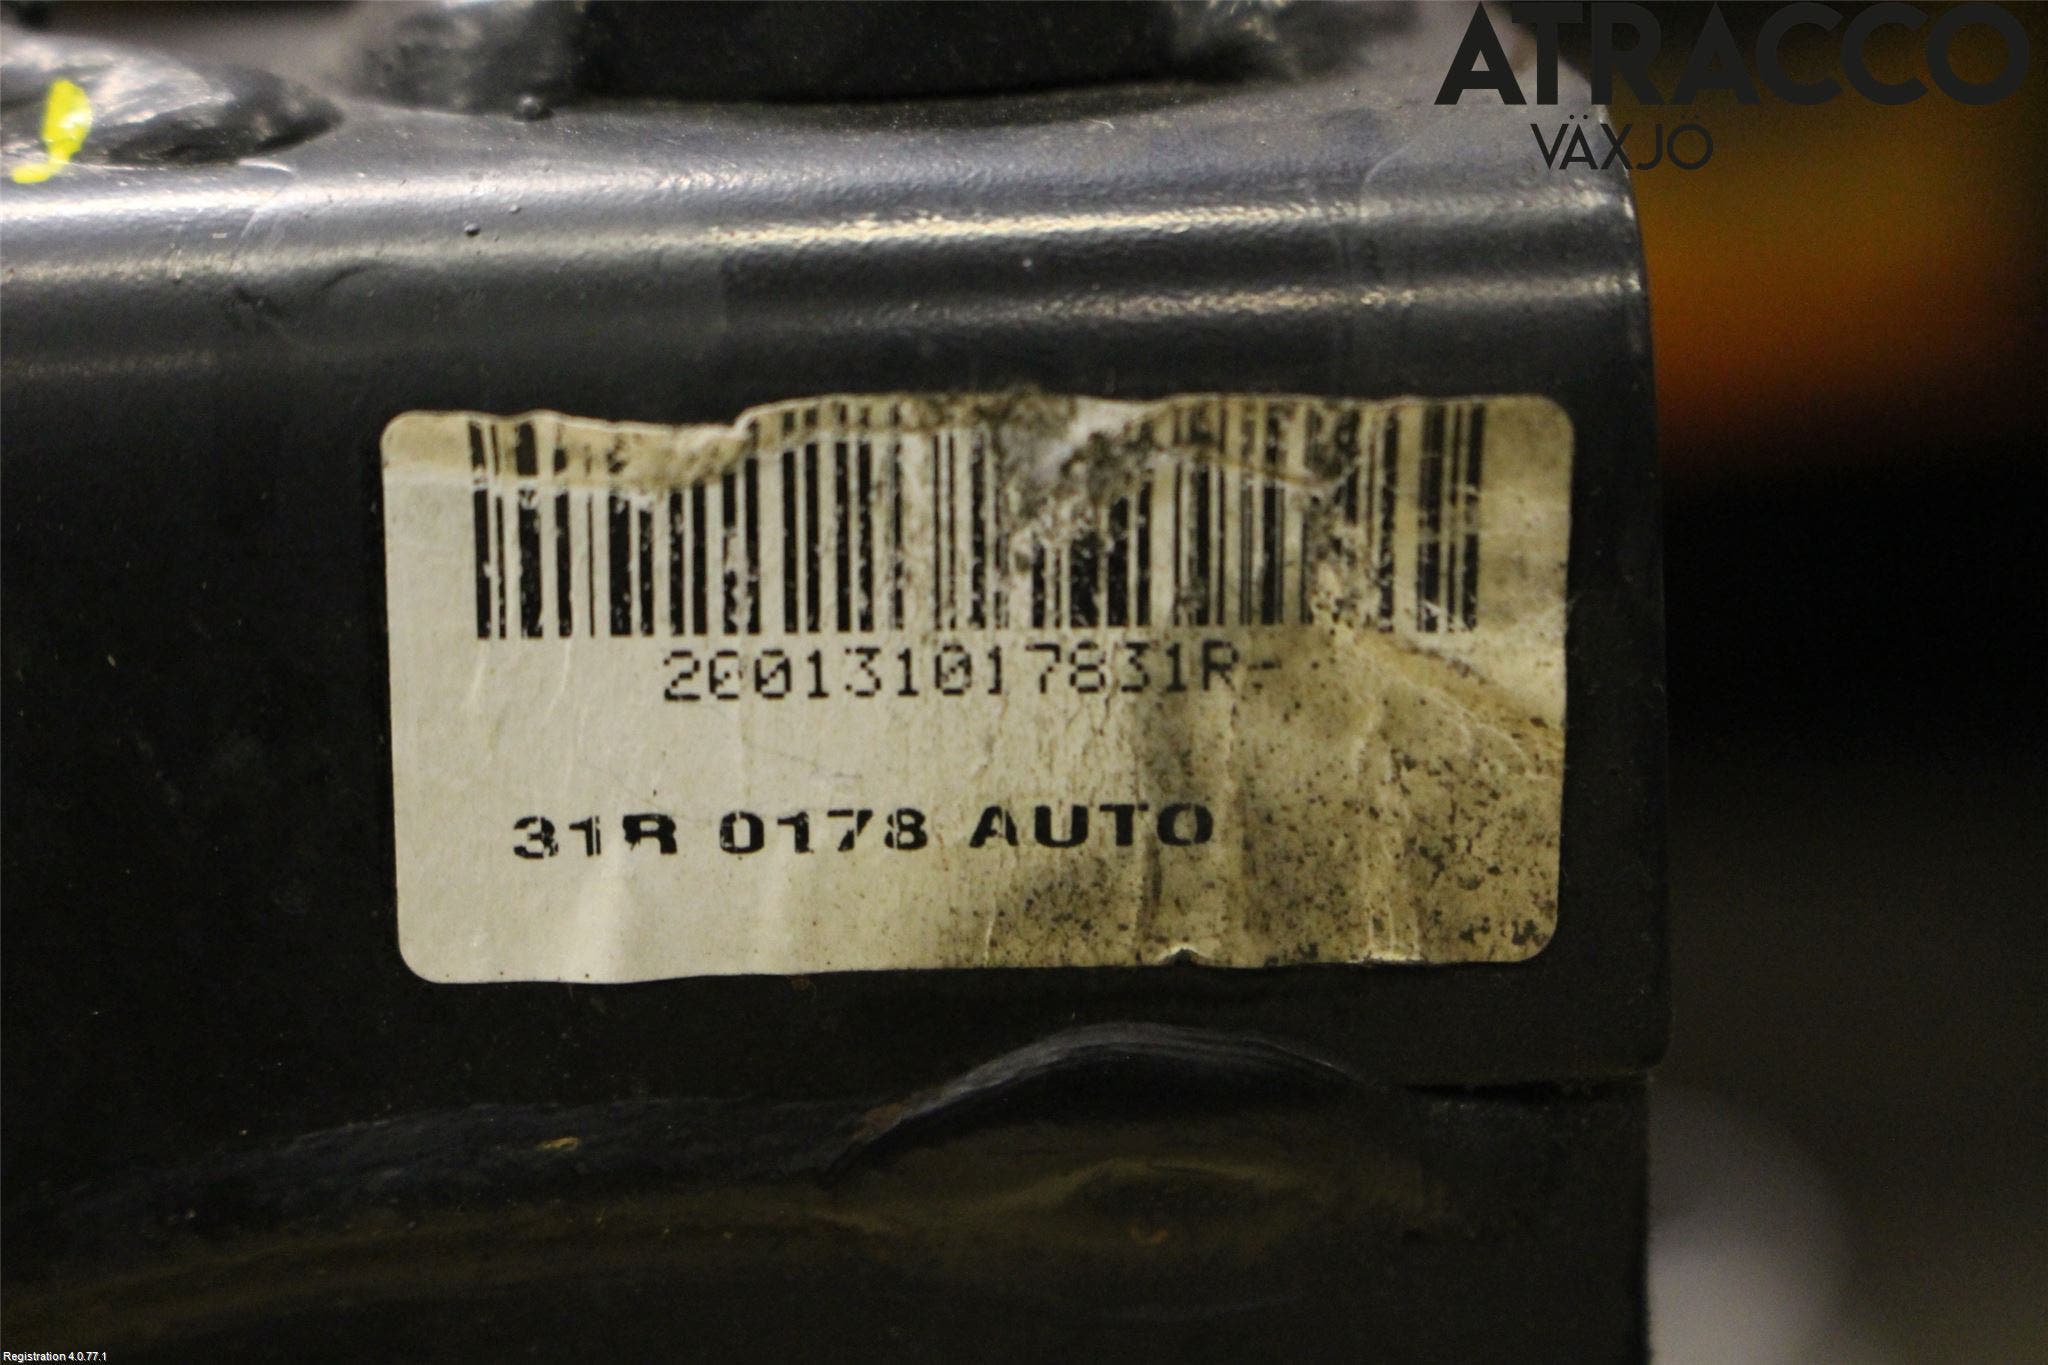 ATRACCO
VÄXJÖ
200131017831R-
31R 0178 AUTO
Registration 4.0.77.1